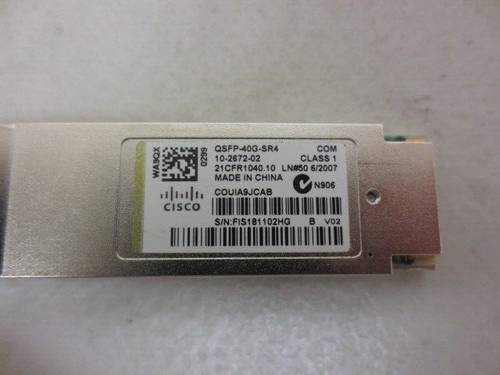 WA9QX
0299
QSFP-40G-SR4 COM
10-2672-02 CLASS 1
21CFR1040.10 LN#50 6/2007
MADE IN CHINA
N906
COUIA9JCAB
CISCO
S/N:FIS181102HG B V02